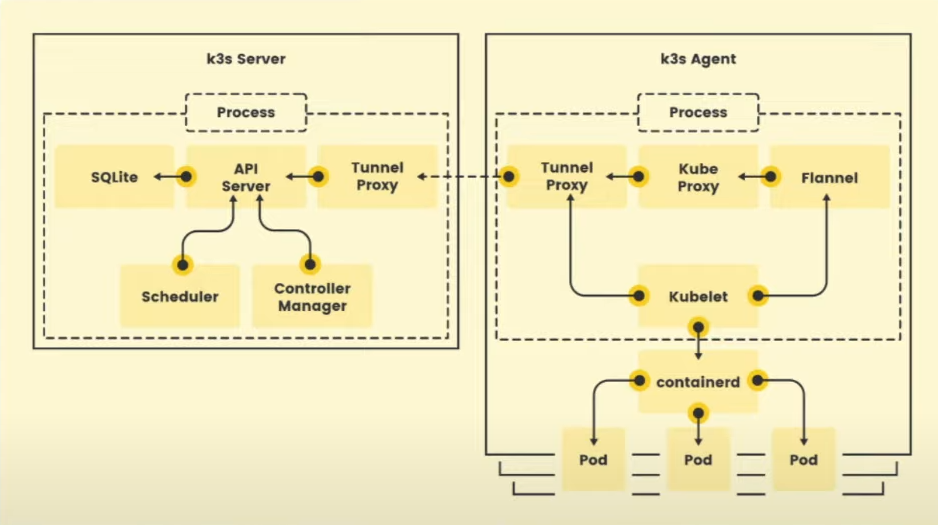 k3s Server
Process
SQLite
API
Server
Tunnel
Proxy
Scheduler
Controller
Manager
k3s Agent
Process
Tunnel
Proxy
Kube
Proxy
Flannel
Kubelet
containerd
Pod
Pod
Pod